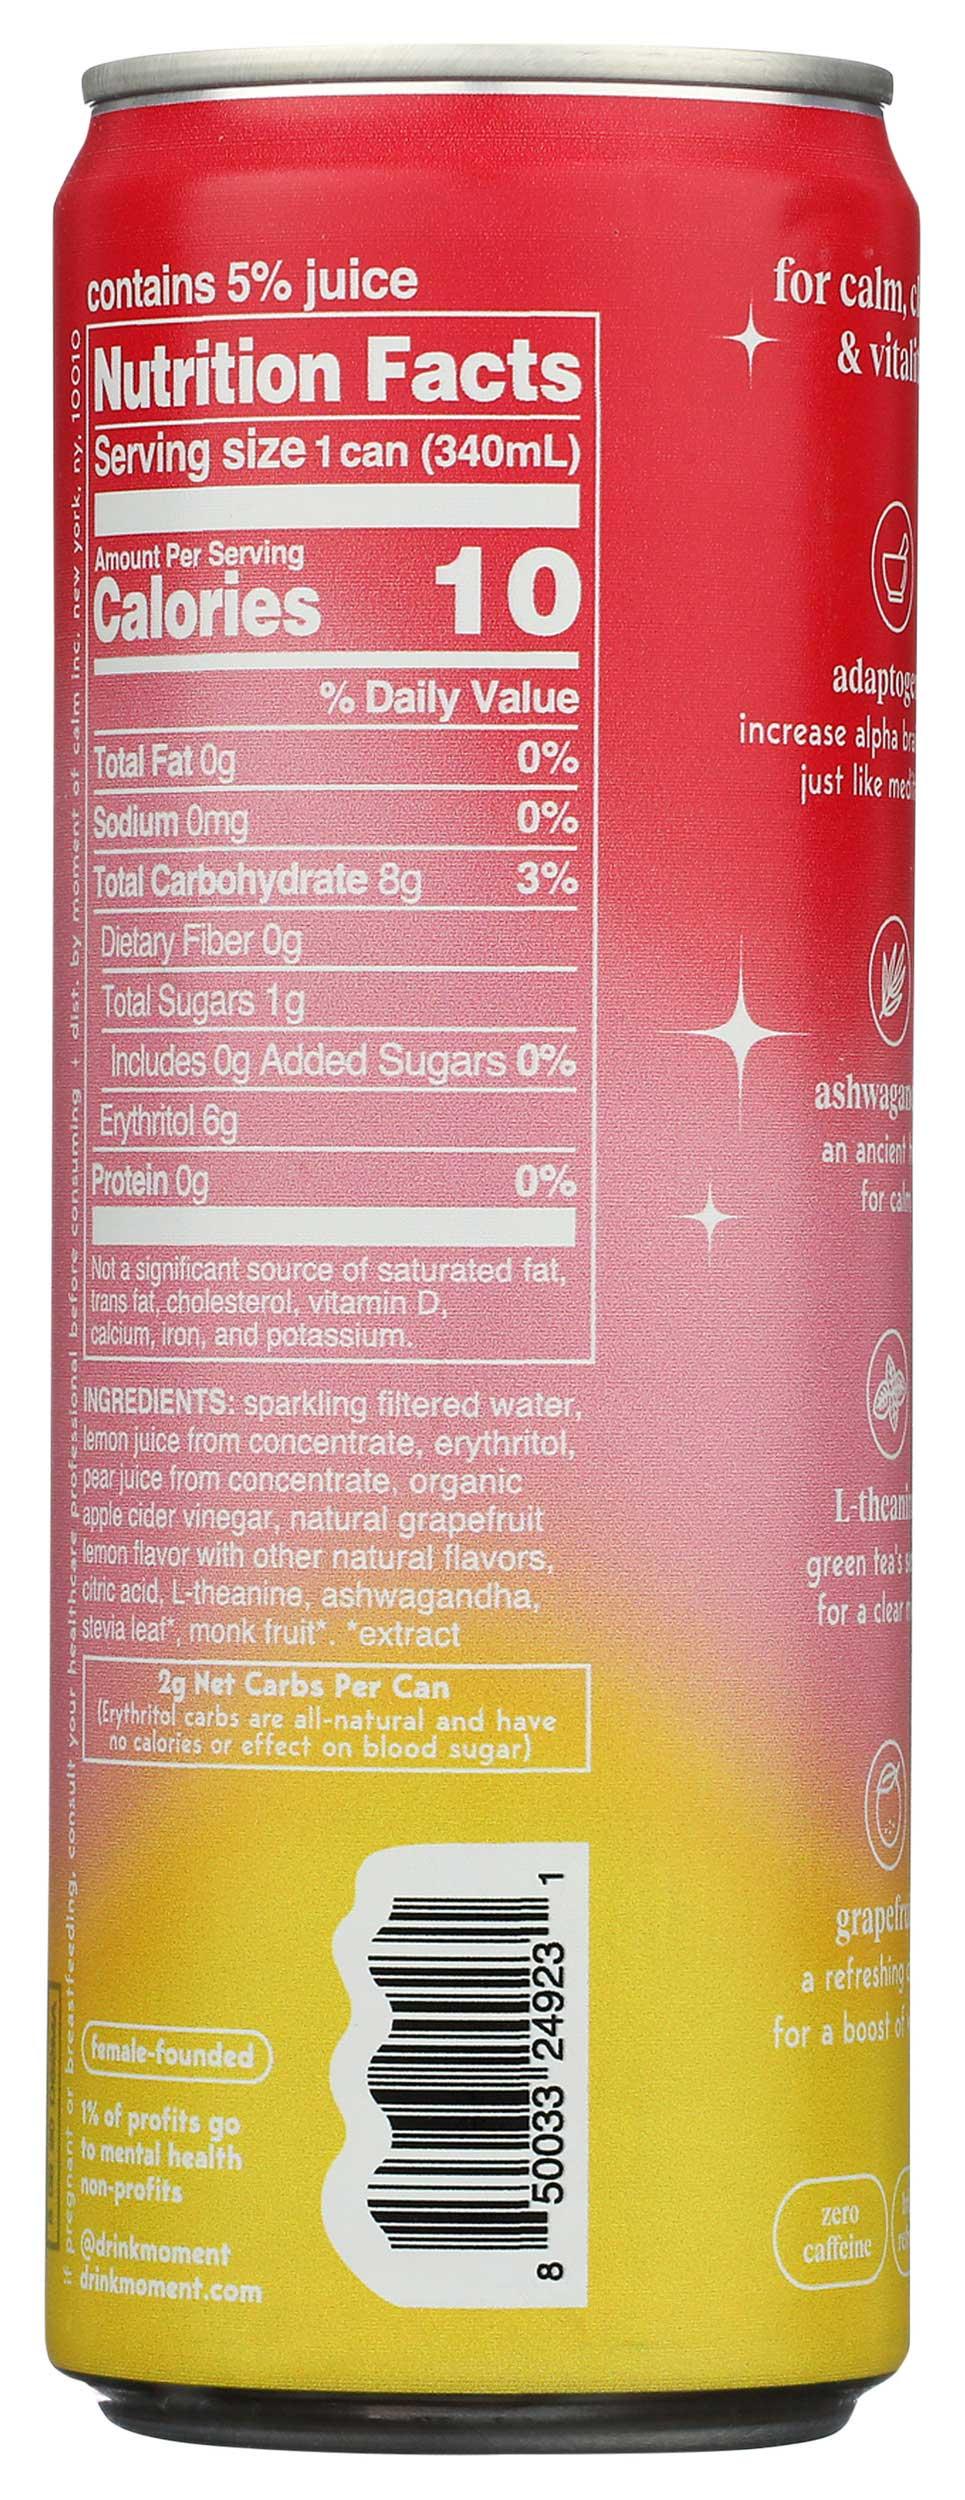 contains 5% juice
Nutrition Facts
Serving size 1 can (340mL)
Amount Per Serving
Calories 10
% Daily Value
Total Fat 0g 0%
Sodium 0mg 0%
Total Carbohydrate 8g 3%
Dietary Fiber 0g
Total Sugars 1g
Includes 0g Added Sugars 0%
Erythritol 6g
Protein 0g 0%
Not a significant source of saturated fat,
trans fat, cholesterol, vitamin D,
calcium, iron, and potassium.
INGREDIENTS: sparkling filtered water,
lemon juice from concentrate, erythritol,
pear juice from concentrate, organic
apple cider vinegar, natural grapefruit
lemon flavor with other natural flavors,
citric acid, L-theanine, ashwagandha,
stevia leaf*, monk fruit*. *extract
2g Net Carbs Per Can
(Erythritol carbs are all-natural and have
no calories or effect on blood sugar)
female-founded
1% of profits go
to mental health
non-profits
@drinkmoment
drinkmoment.com
8 50033 24923 1
if pregnant or breastfeeding, consult your healthcare professional before consuming + dist. by moment of calm inc. new york, ny, 10010
for calm,
&
increase alpha
just like
an ancient
for
L-
green tea's
for a clear
a refreshing
for a boost of
zero
caffeine